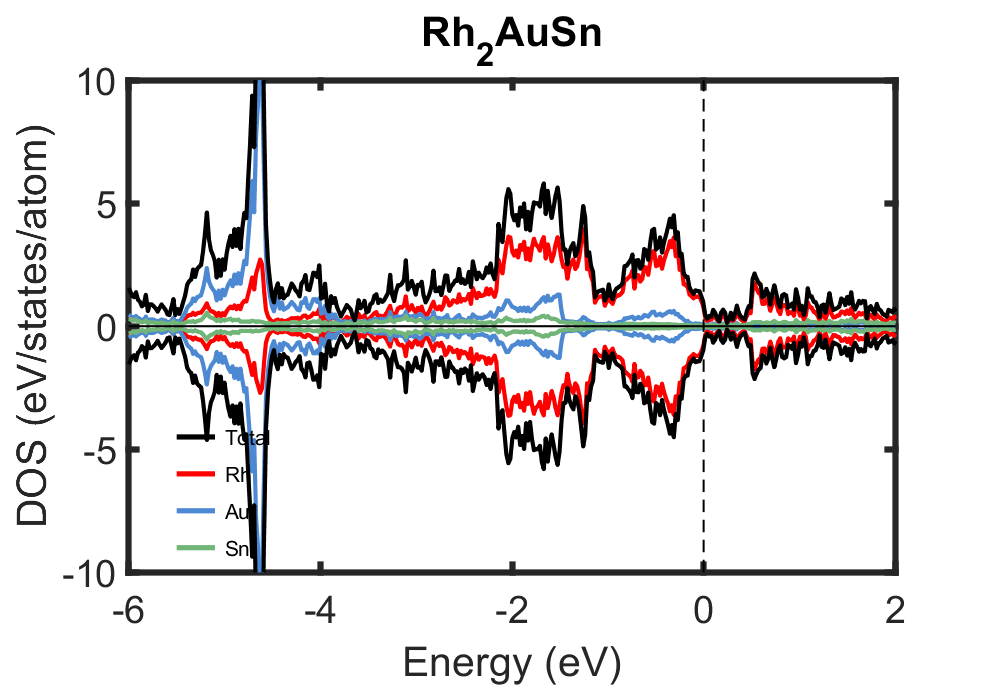 Rh2AuSn
DOS (eV/states/atom)
10
5
0
-5
-10
Total
Rh
Au
Sn
-6 -4 -2 0 2
Energy (eV)